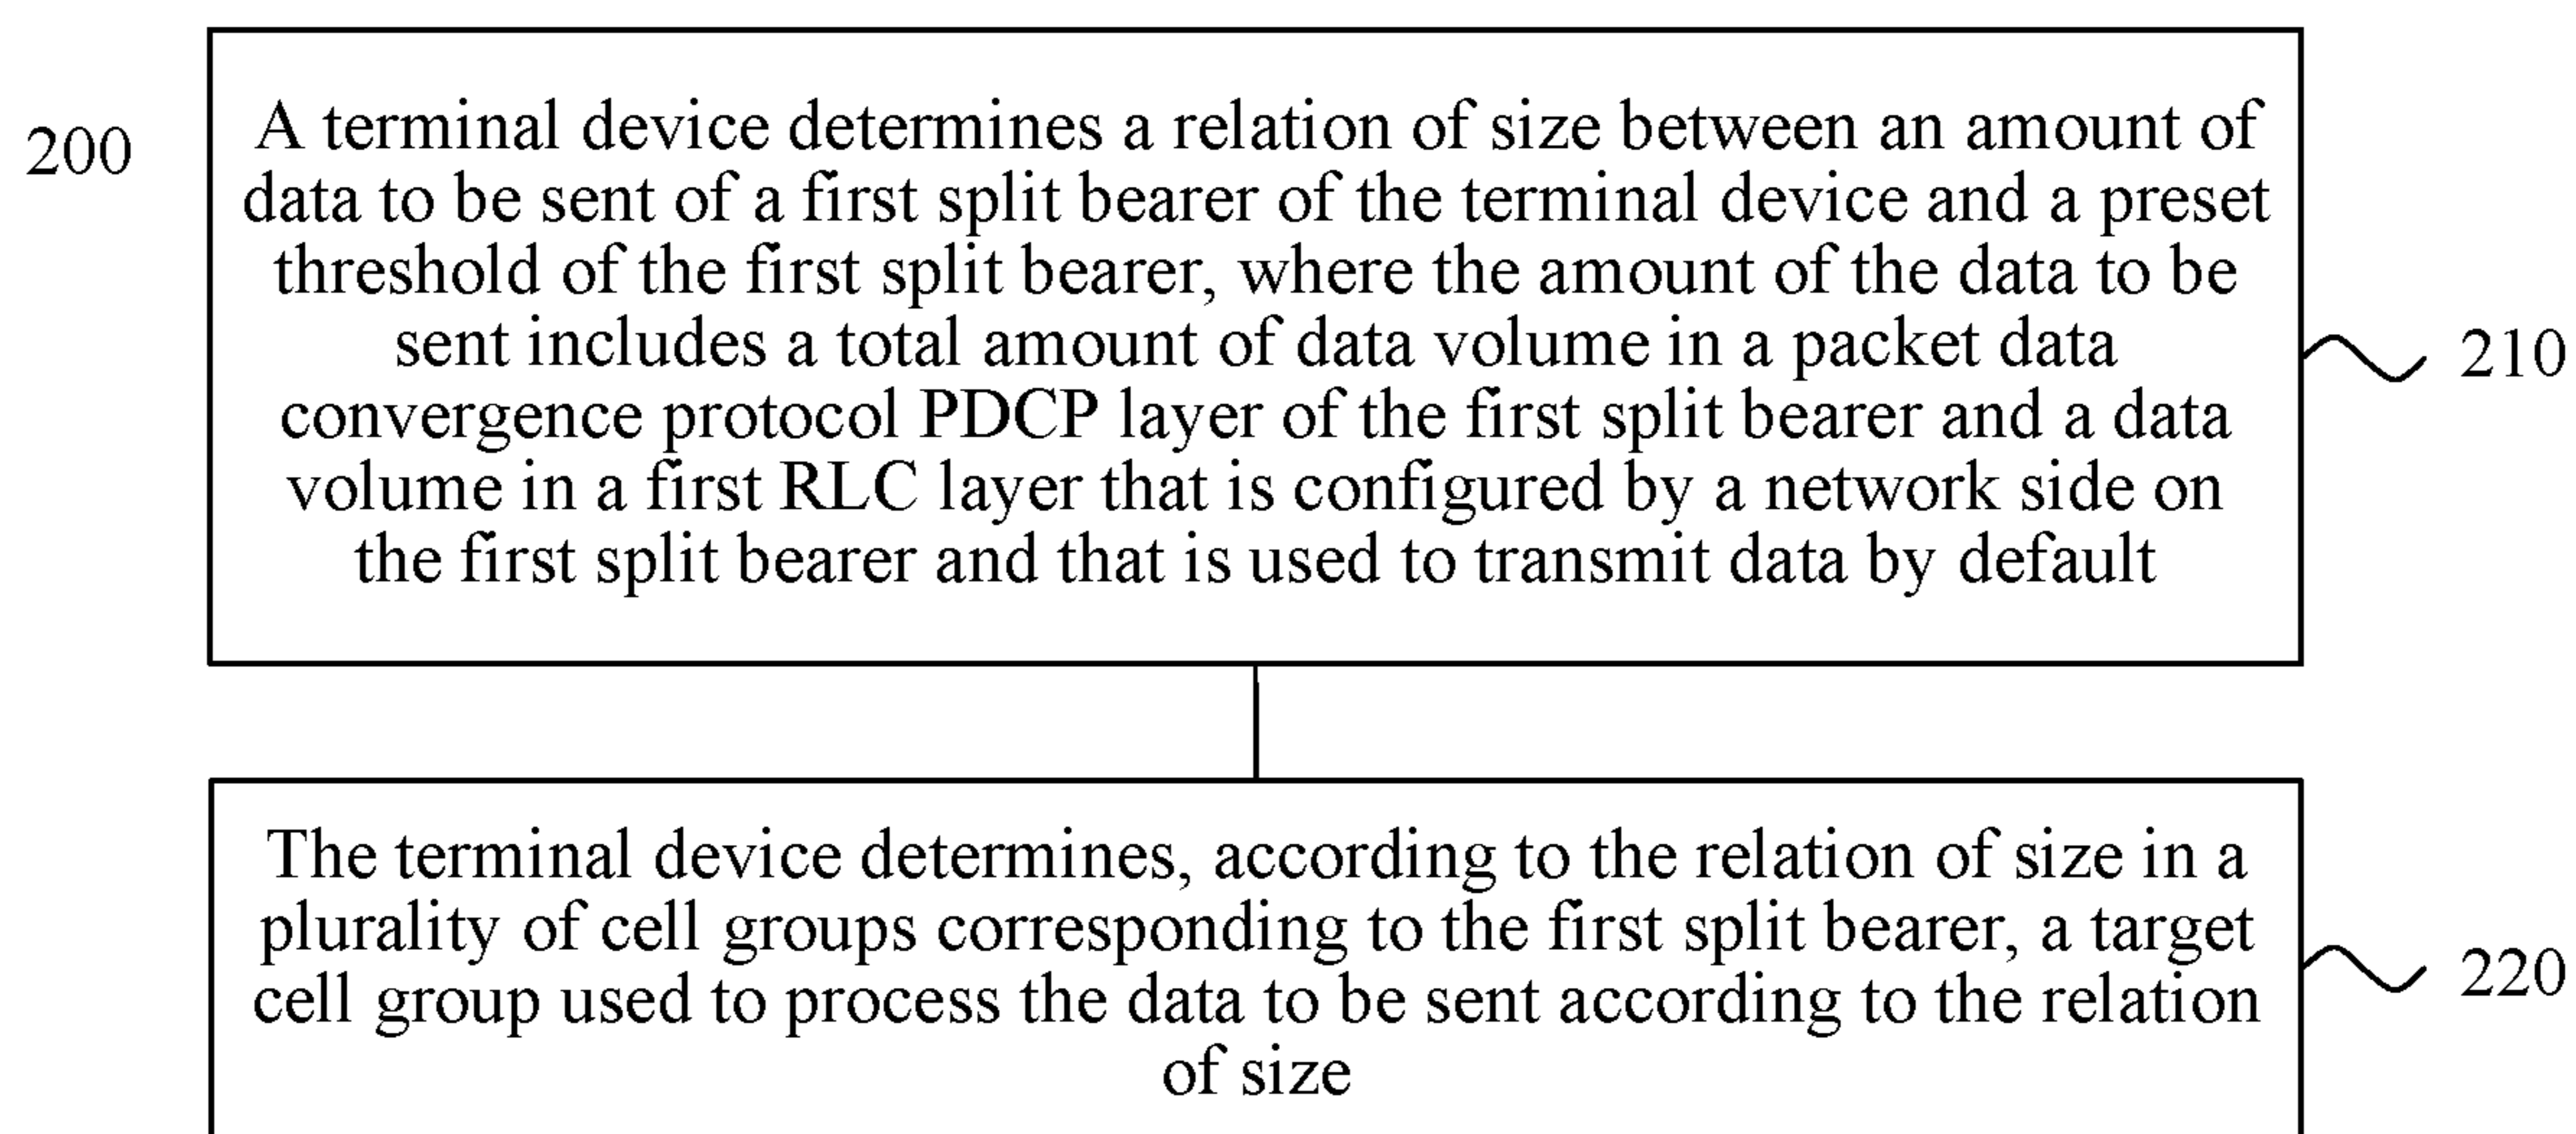 200
A terminal device determines a relation of size between an amount of
data to be sent of a first split bearer of the terminal device and a preset
threshold of the first split bearer, where the amount of the data to be
sent includes a total amount of data volume in a packet data
convergence protocol PDCP layer of the first split bearer and a data
volume in a first RLC layer that is configured by a network side on
the first split bearer and that is used to transmit data by default
210
The terminal device determines, according to the relation of size in a
plurality of cell groups corresponding to the first split bearer, a target
cell group used to process the data to be sent according to the relation
of size
220